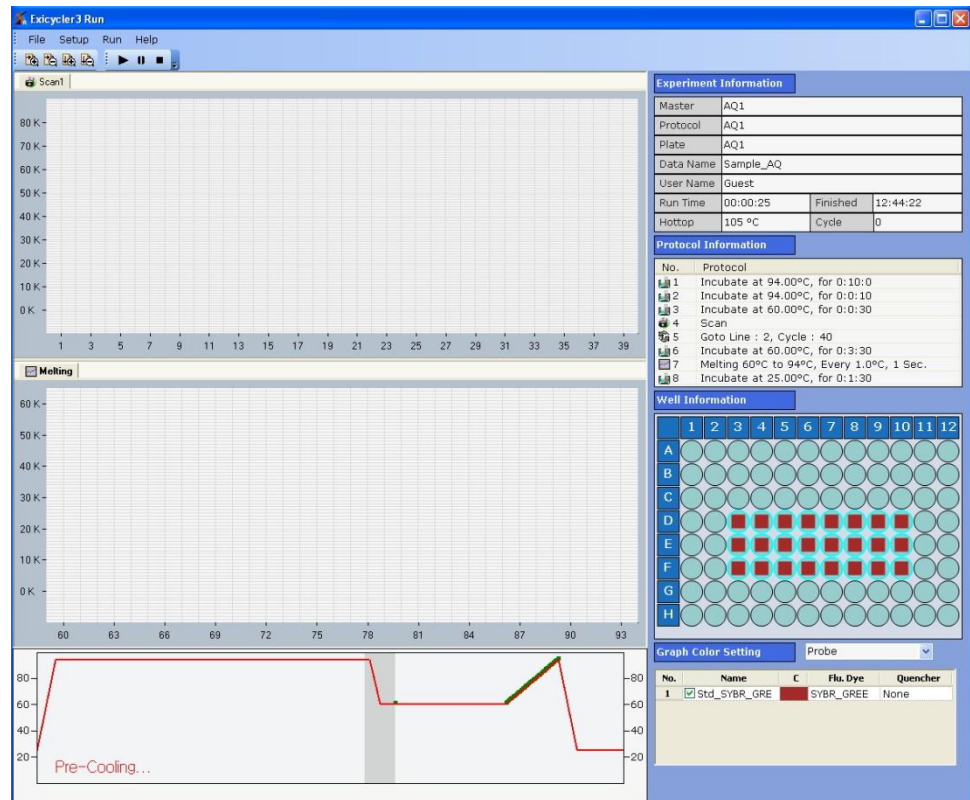 Exicycler3 Run
File Setup Run Help
Scan1
80 K
70 K
60 K
50 K
40 K
30 K
20 K
10 K
0 K
1 3 5 7 9 11 13 15 17 19 21 23 25 27 29 31 33 35 37 39
Melting
60 K
50 K
40 K
30 K
20 K
10 K
0 K
60 63 66 69 72 75 78 81 84 87 90 93
80 80
60 60
40 40
20 20
Pre-Cooling...
Experiment Information
Master AQ1
Protocol AQ1
Plate AQ1
Data Name Sample_AQ
User Name Guest
Run Time 00:00:25 Finished 12:44:22
Hottop 105 ºC Cycle 0
Protocol Information
No. Protocol
1 Incubate at 94.00ºC, for 0:10:0
2 Incubate at 94.00ºC, for 0:0:10
3 Incubate at 60.00ºC, for 0:0:30
4 Scan
5 Goto Line : 2, Cycle : 40
6 Incubate at 60.00ºC, for 0:3:30
7 Melting 60ºC to 94ºC, Every 1.0ºC, 1 Sec.
8 Incubate at 25.00ºC, for 0:1:30
Well Information
1 2 3 4 5 6 7 8 9 10 11 12
A
B
C
D
E
F
G
H
Graph Color Setting Probe
No. Name C Flu. Dye Quencher
1 Std_SYBR_GRE SYBR_GREE None